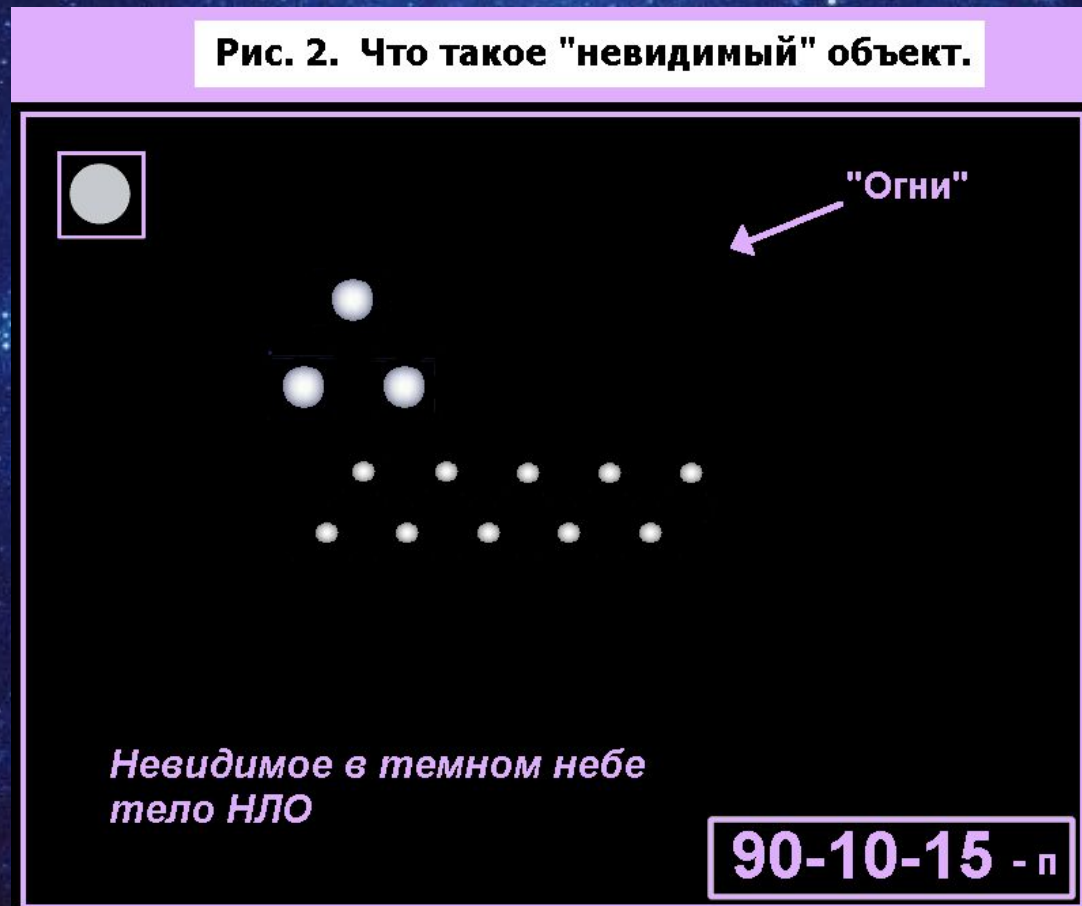 Рис. 2. Что такое "невидимый" объект.
"Огни"
Невидимое в темном небе
тело НЛО
90-10-15 - п